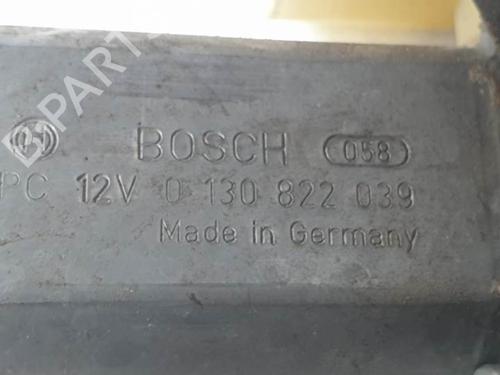 BOSCH 058
PC 12V 0 130 822 039
Made in Germany